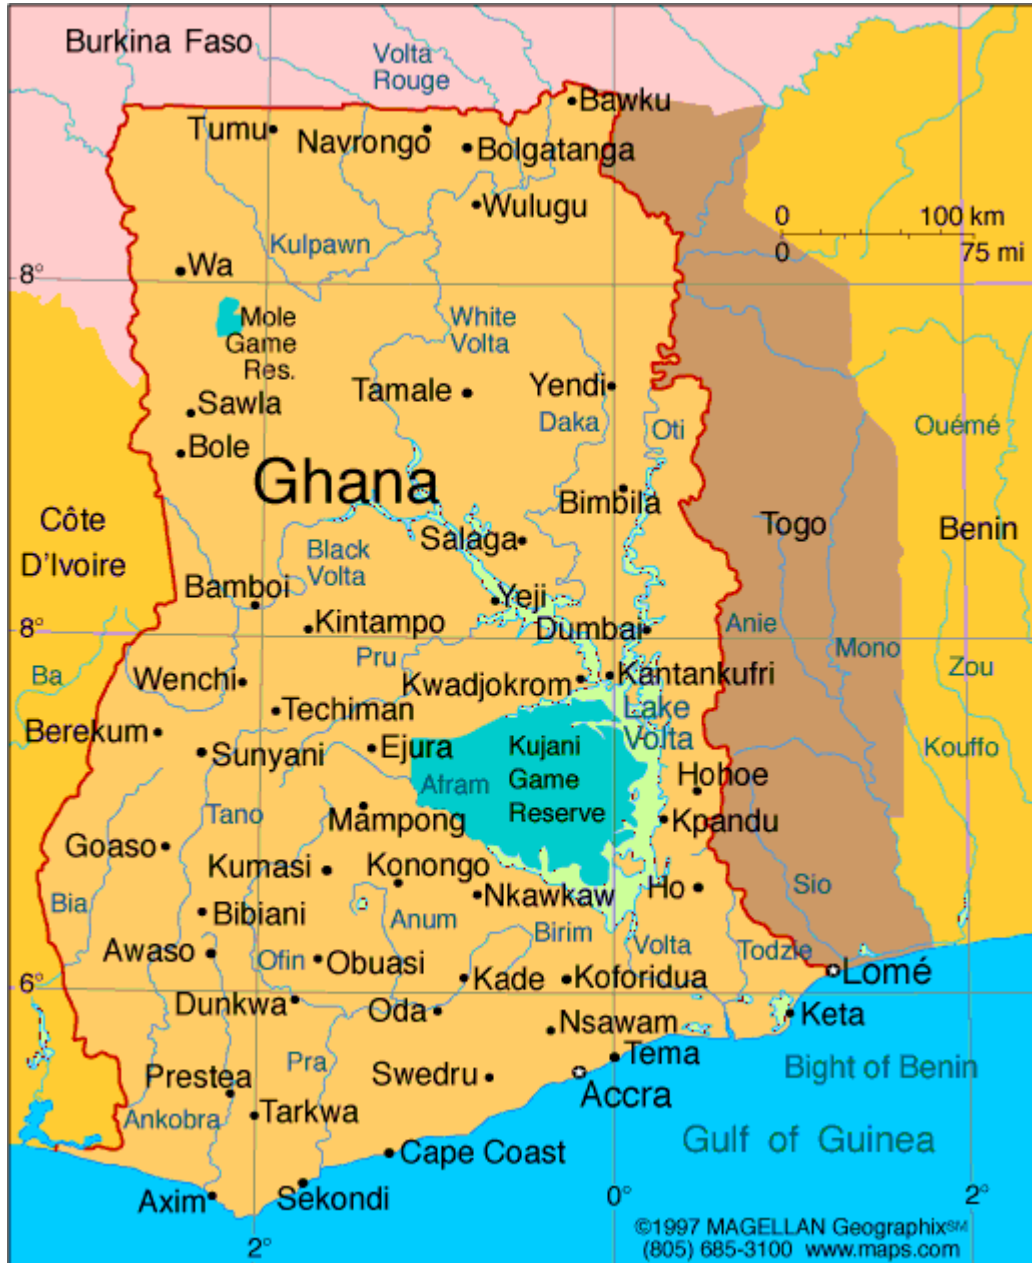 Burkina Faso
Volta
Rouge
Bawku
Tumu
Navrongo
Bolgatanga
Wulugu
0 100 km
0 75 mi
Kulpawn
Wa
8°
Mole
Game
Res.
White
Volta
Tamale
Yendi
Sawla
Daka
Oti
Ouémé
Bole
Ghana
Bimbila
Côte
D'Ivoire
Togo
Benin
Salaga
Black
Volta
Bamboi
Yeji
Kintampo
Dumbai
8°
Anie
Mono
Pru
Ba
Zou
Wenchi
Kwadjokrom
Kantankufri
Techiman
Lake
Volta
Berekum
Sunyani
Ejura
Kujani
Game
Reserve
Kouffo
Afram
Hohoe
Tano
Mampong
Kpandu
Goaso
Kumasi
Konongo
Nkawkaw
Ho
Sio
Bia
Bibiani
Anum
Birim
Volta
Todzie
Awaso
Ofin
Obuasi
Kade
Koforidua
Lomé
6°
Dunkwa
Oda
Nsawam
Keta
Pra
Tema
Prestea
Swedru
Accra
Bight of Benin
Ankobra
Tarkwa
Cape Coast
Gulf of Guinea
Axim
Sekondi
0°
2°
2°
©1997 MAGELLAN Geographix℠
(805) 685-3100 www.maps.com